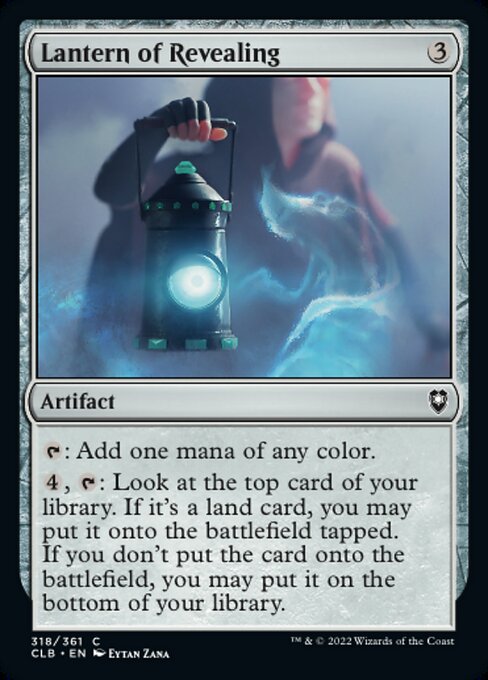 Lantern of Revealing 3
Artifact
: Add one mana of any color.
4, : Look at the top card of your
library. If it's a land card, you may
put it onto the battlefield tapped.
If you don't put the card onto the
battlefield, you may put it on the
bottom of your library.
318/361 C
CLB • EN EYTAN ZANA
™ & © 2022 Wizards of the Coast